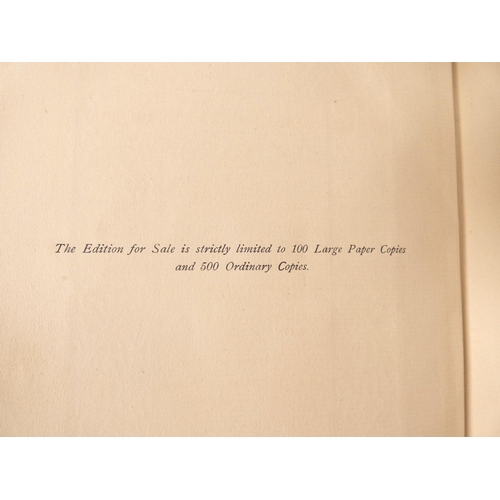 The Edition for Sale is strictly limited to 100 Large Paper Copies
and 500 Ordinary Copies.